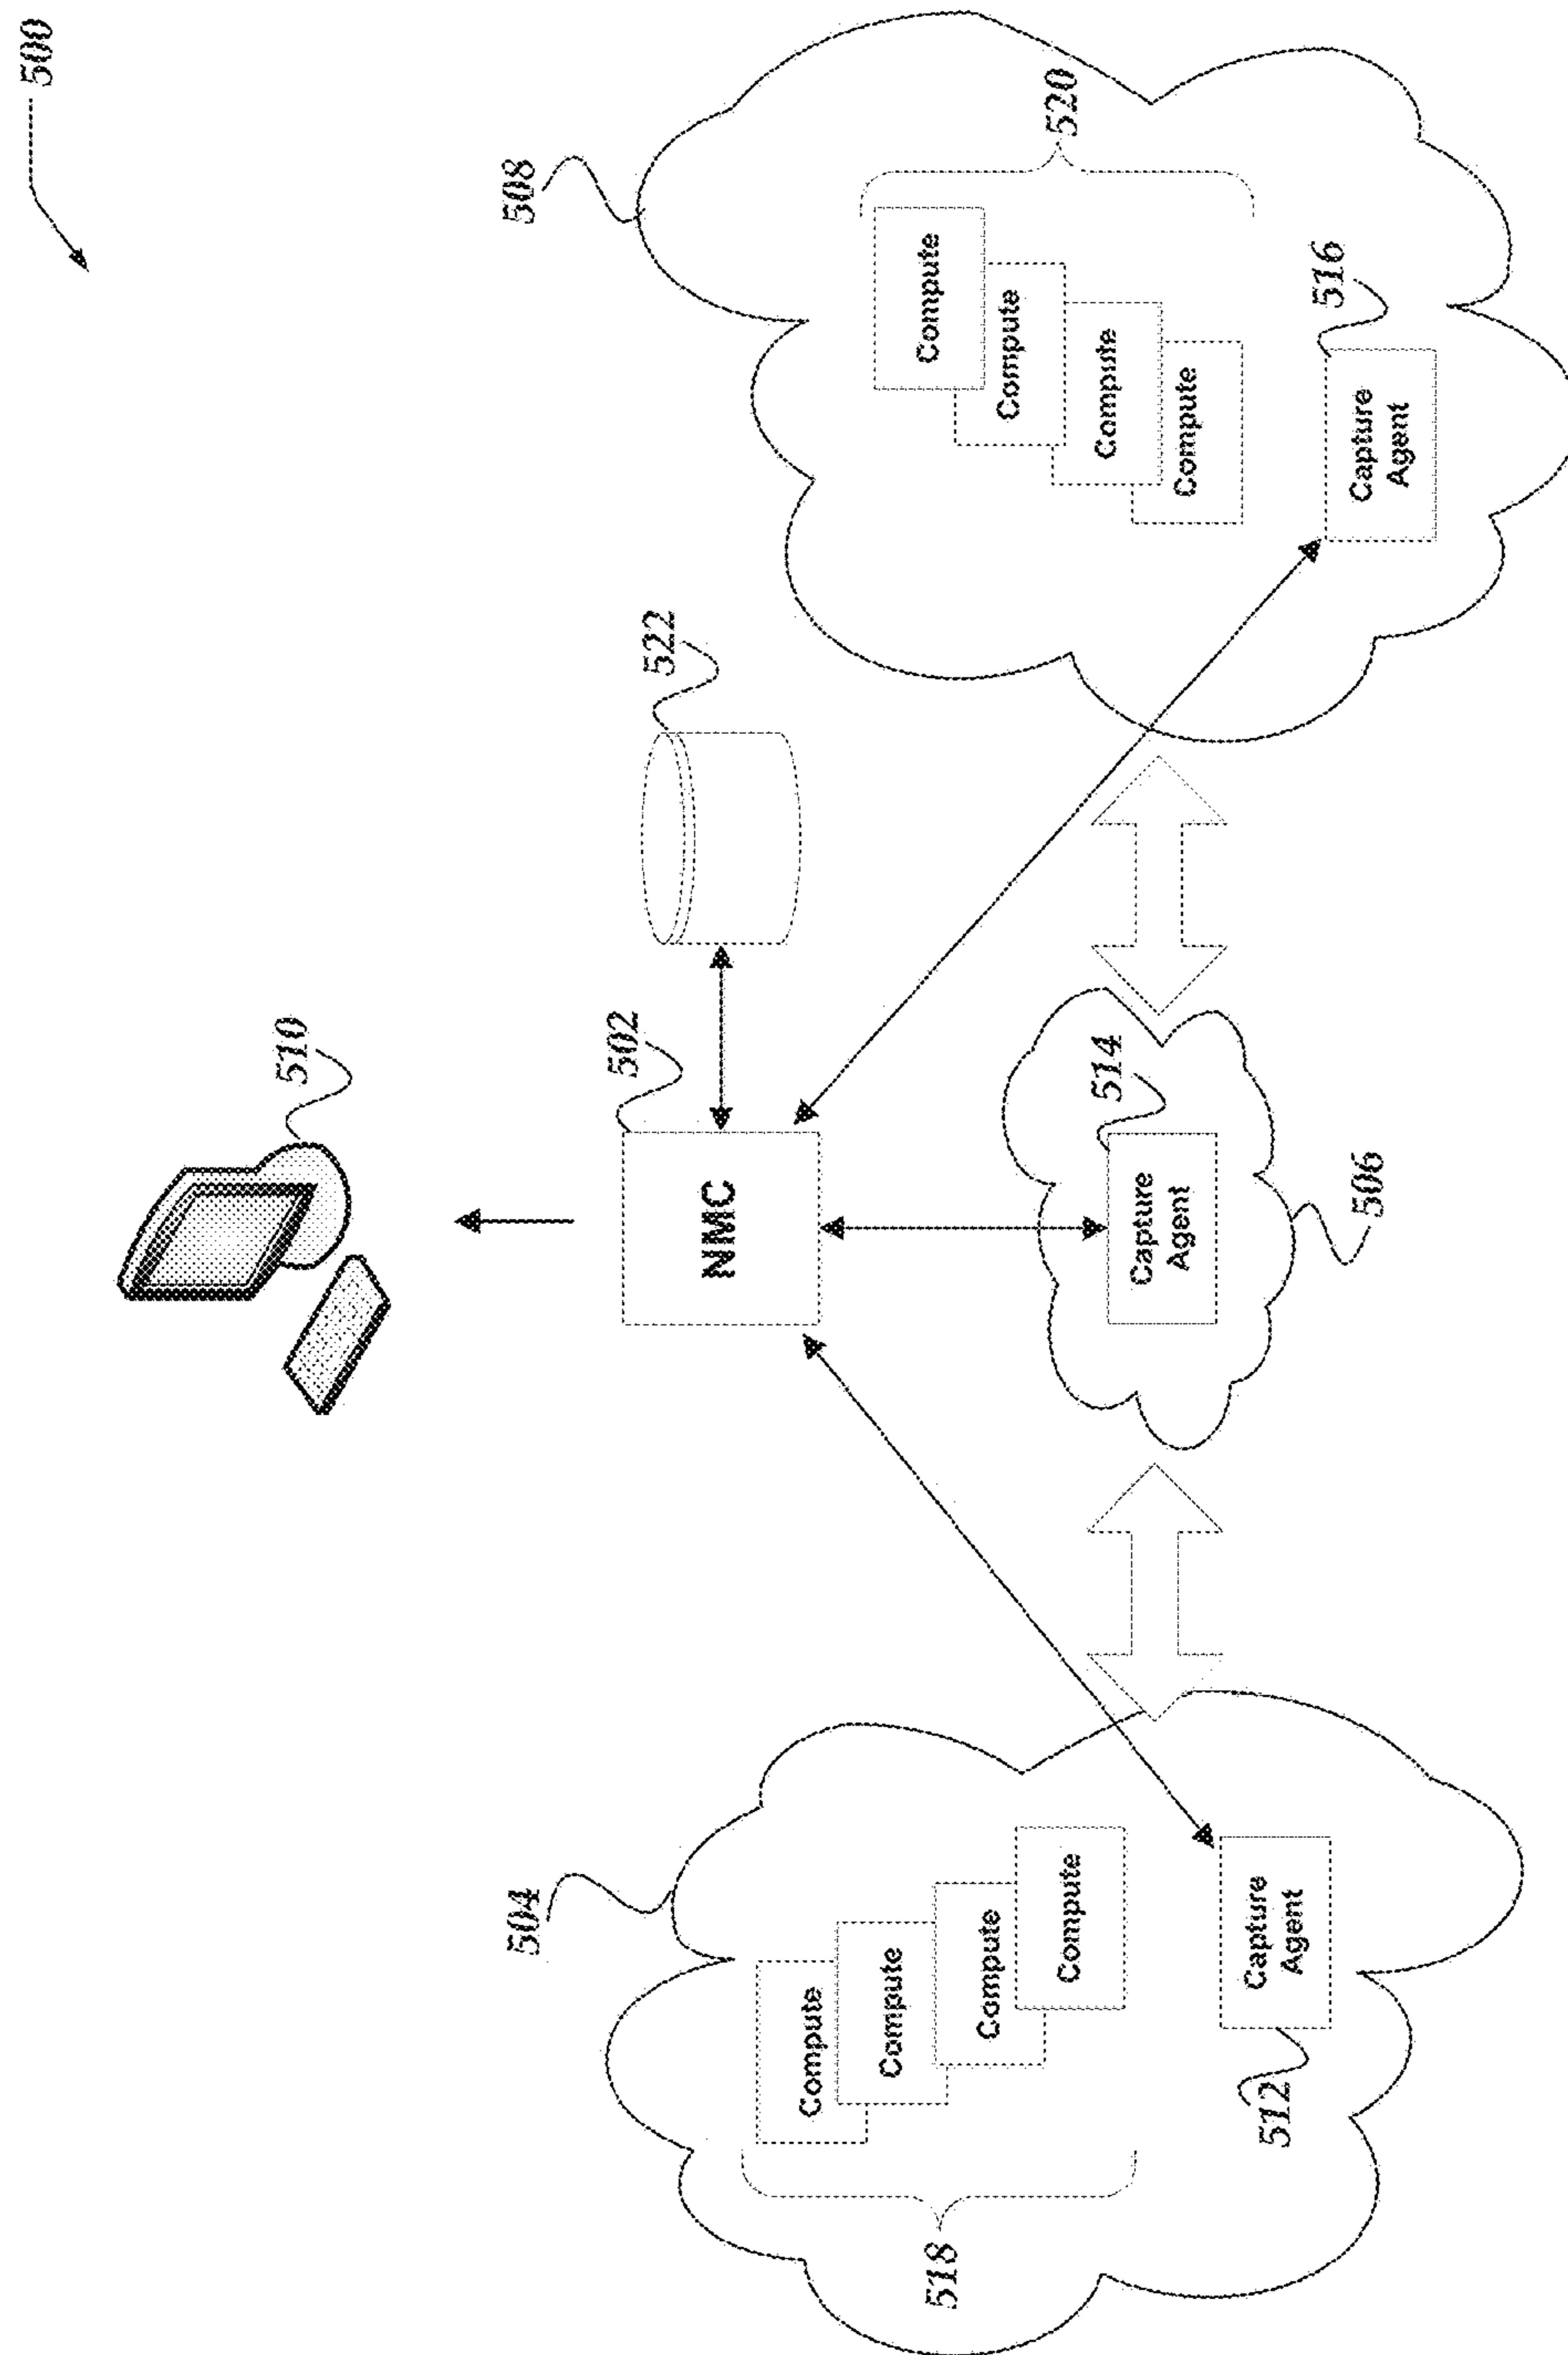 500
510
504
508
502
522
NMC
Compute
Compute
Compute
Compute
518
Compute
Compute
Compute
Compute
520
514
Capture
Agent
506
Capture
Agent
512
516
Capture
Agent